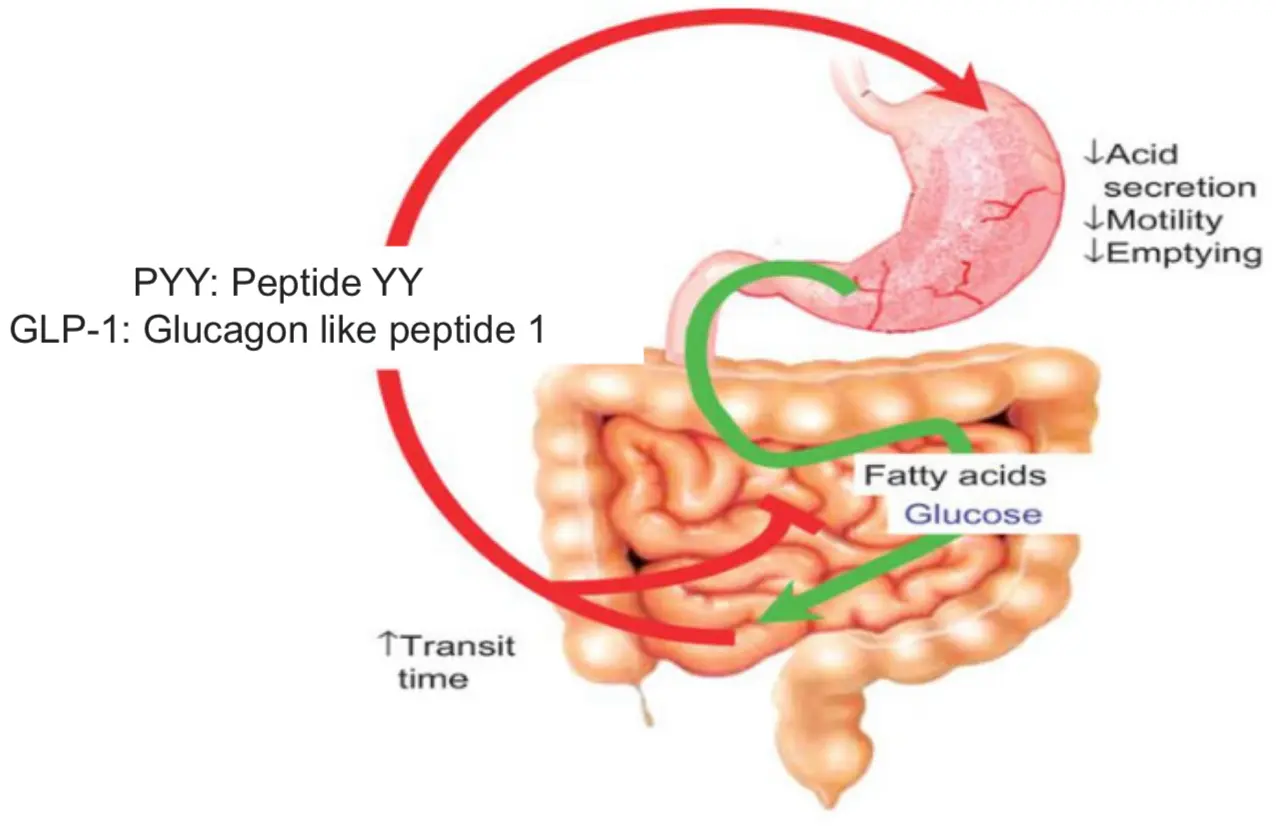 ↓Acid
secretion
↓Motility
↓Emptying
PYY: Peptide YY
GLP-1: Glucagon like peptide 1
Fatty acids
Glucose
↑Transit
time